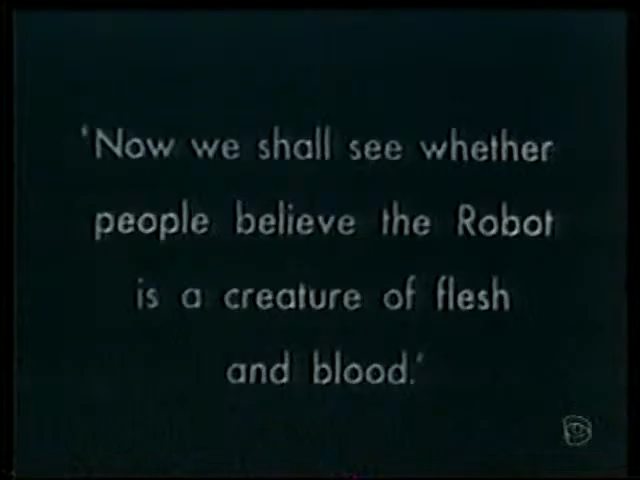 'Now we shall see whether
people believe the Robot
is a creature of flesh
and blood.'